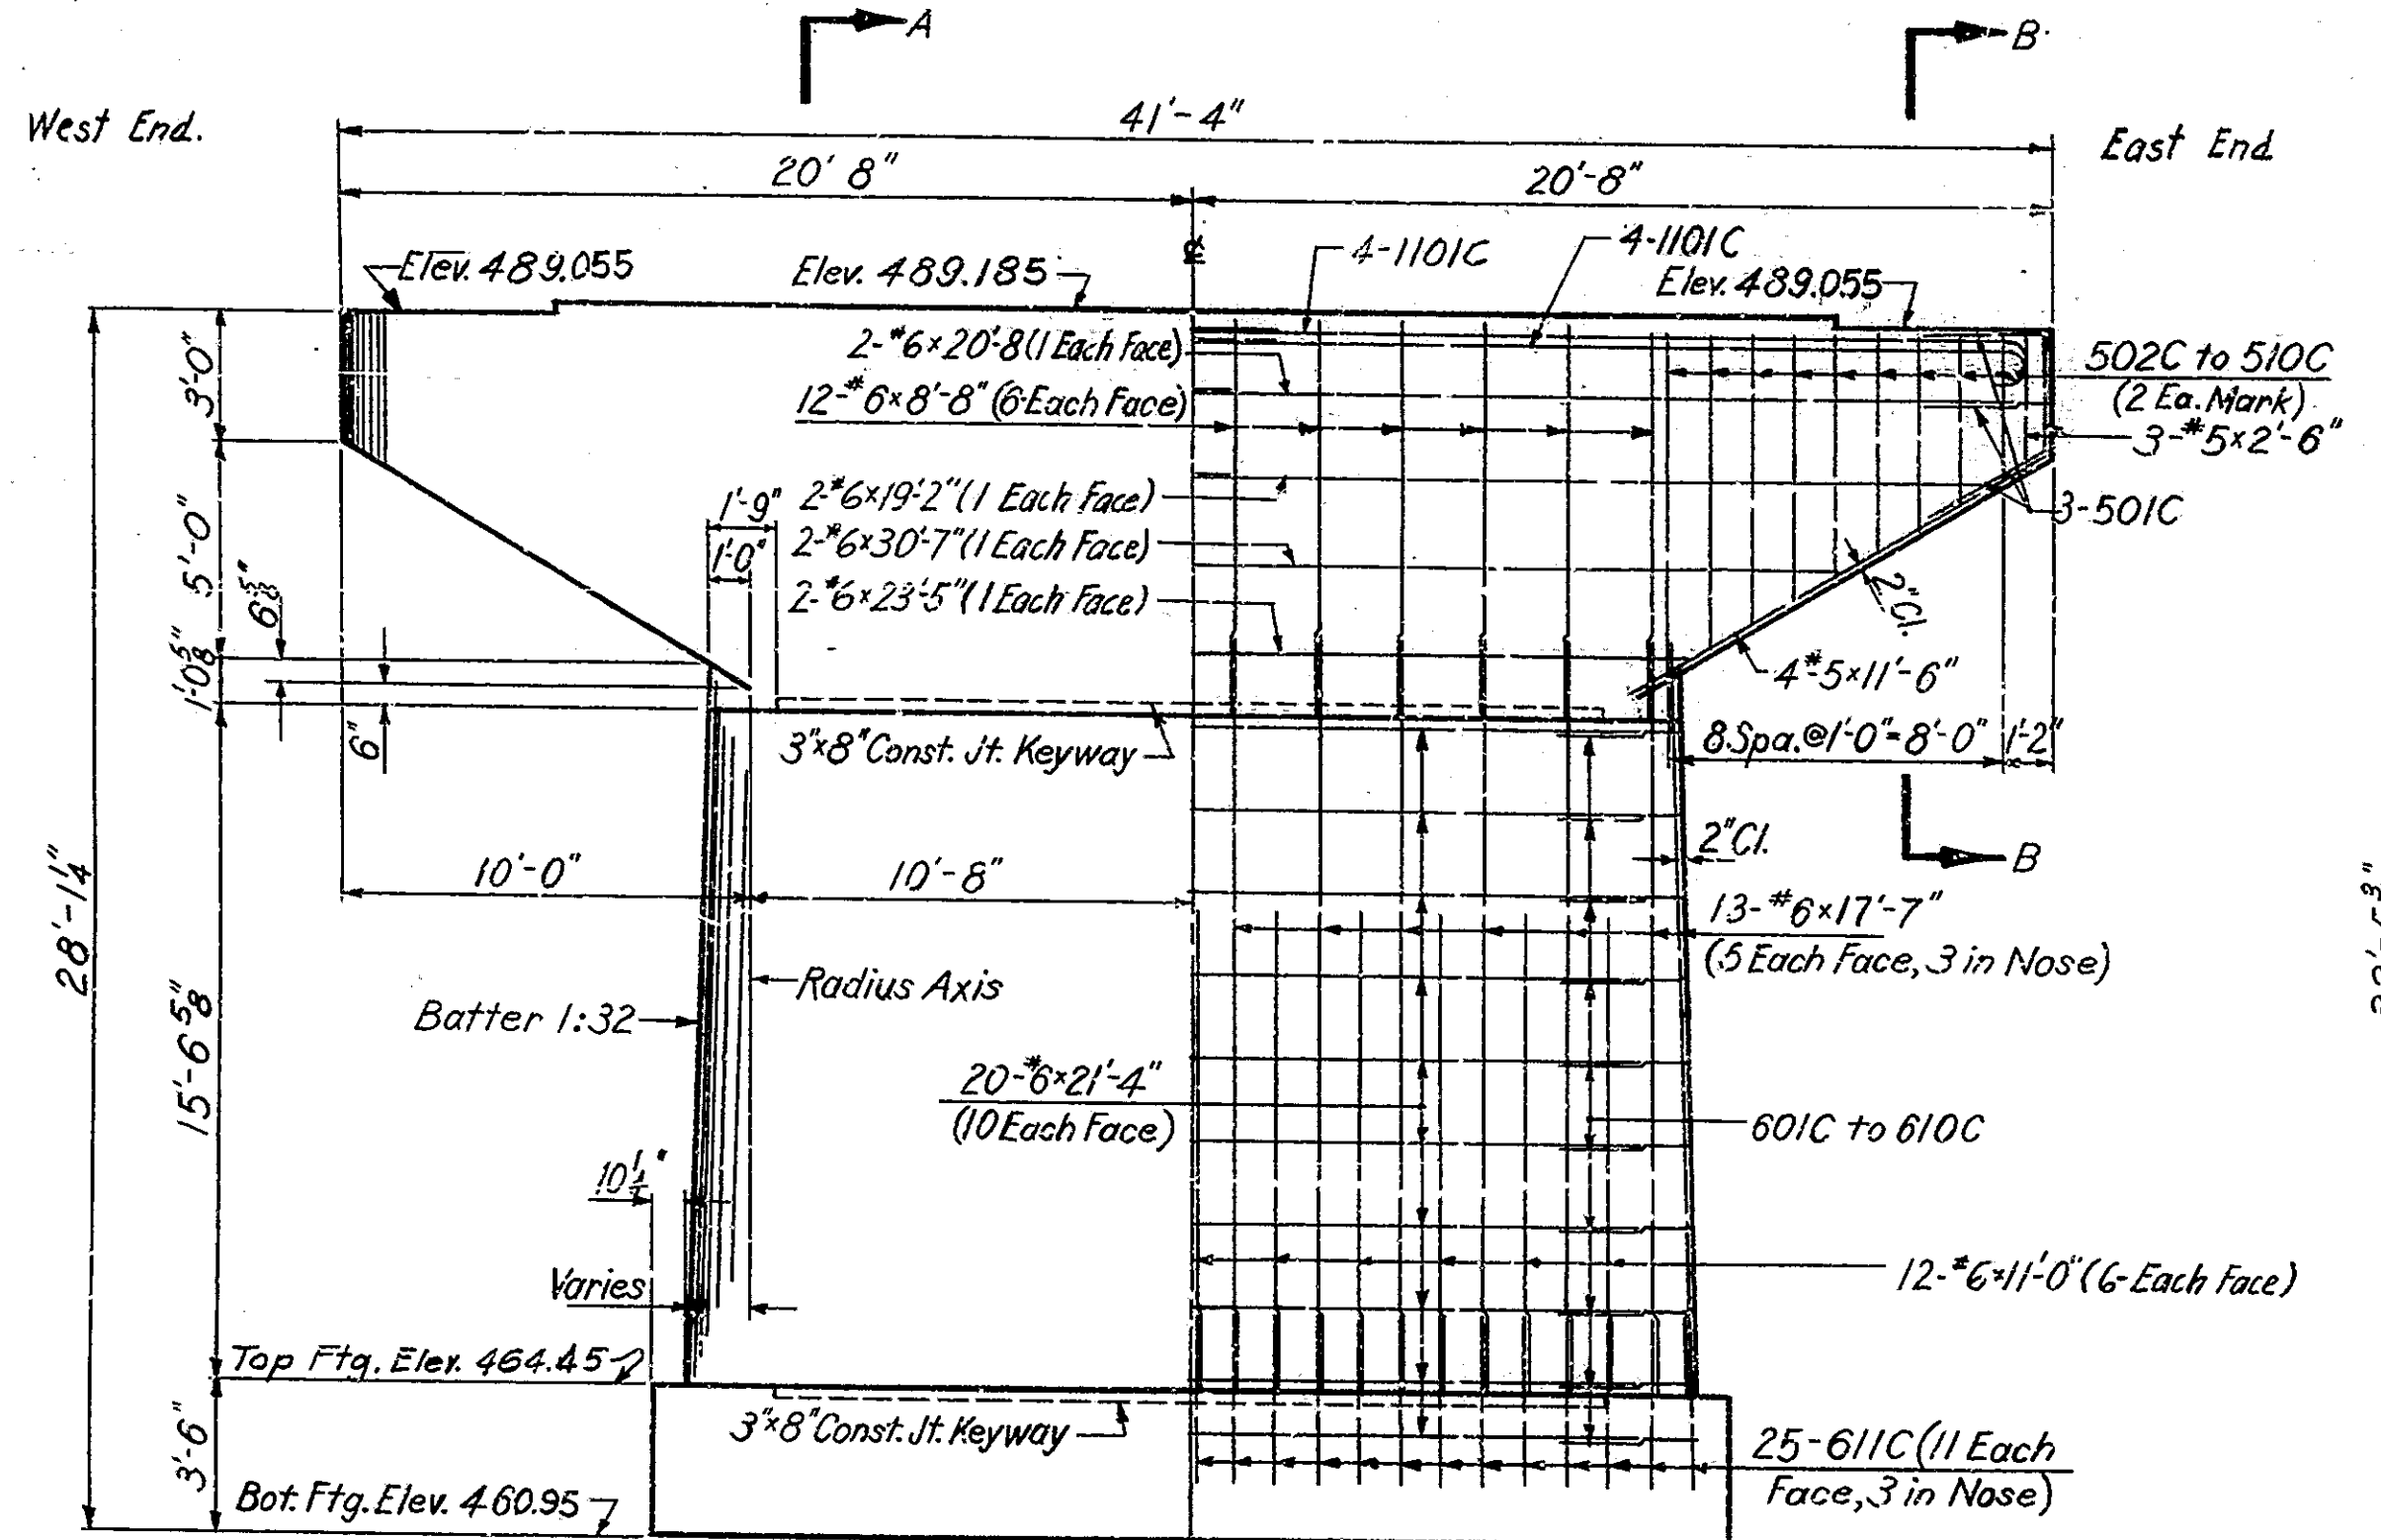 A
B
West End.
41'-4"
East End
20' 8"
20'-8"
Elev. 489.055
Elev. 489.185
4-1101C
4-1101C
Elev. 489.055
2-#6×20'-8 (1 Each Face)
12-#6×8'-8" (6 Each Face)
502C to 510C
(2 Ea. Mark)
3-#5×2'-6"
3'-0"
1'-9"
2-#6×19'-2" (1 Each Face)
3-501C
1'-0"
2-#6×30'-7" (1 Each Face)
2-#6×23'-5" (1 Each Face)
5'-0"
6 5/8"
2" Cl.
4 #5×11'-6"
1'-0 5/8"
6"
3"×8" Const. Jt. Keyway
8 Spa.@1'-0"=8'-0"
1'-2"
2" Cl.
B
10'-0"
10'-8"
13-#6×17'-7"
(5 Each Face, 3 in Nose)
28'-1 1/4"
Radius Axis
Batter 1:32
15'-6 5/8"
20-#6×21'-4"
(10 Each Face)
601C to 610C
10 1/4"
Varies
12-#6×11'-0" (6-Each Face)
Top Ftg. Elev. 464.45
3'-6"
3"×8" Const. Jt. Keyway
25-611C (11 Each
Face, 3 in Nose)
Bot. Ftg. Elev. 460.95